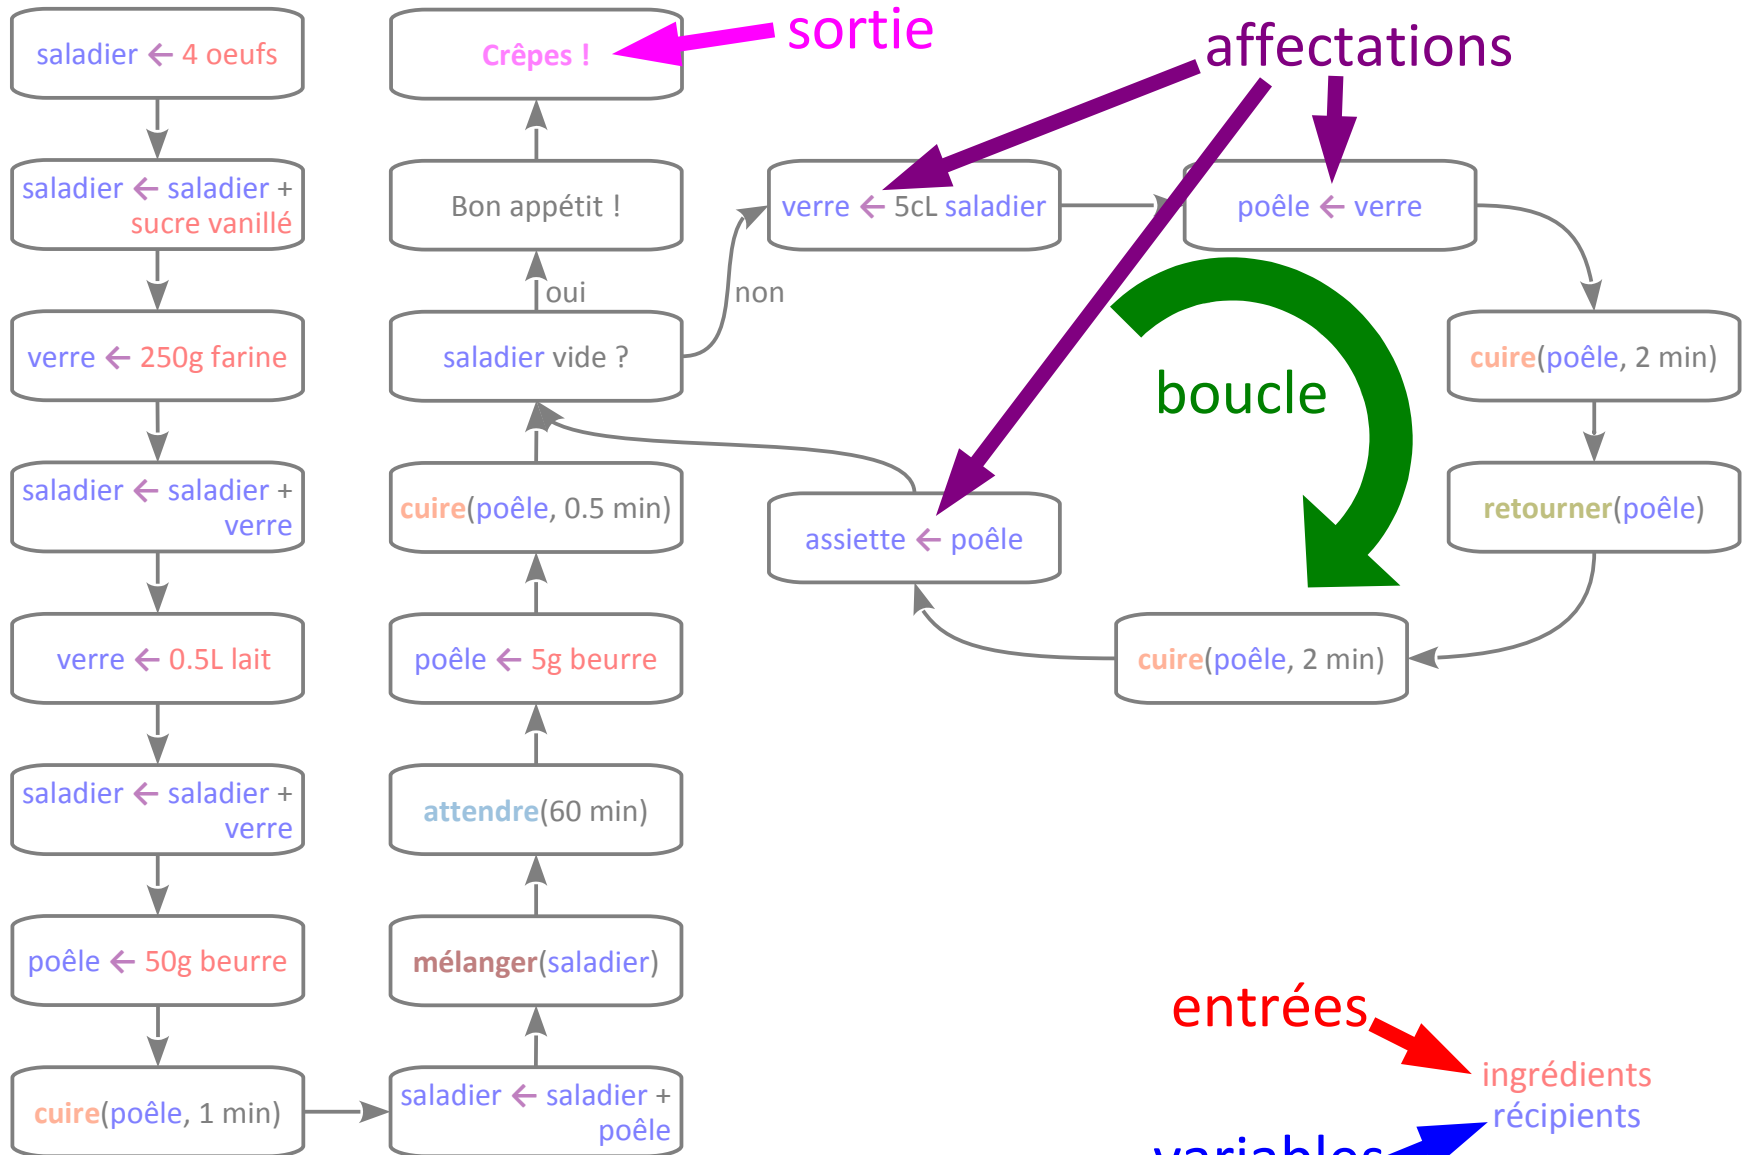 saladier ← 4 oeufs
saladier ← saladier +
sucre vanillé
verre ← 250g farine
saladier ← saladier +
verre
verre ← 0.5L lait
saladier ← saladier +
verre
poêle ← 50g beurre
cuire(poêle, 1 min)
saladier ← saladier +
poêle
mélanger(saladier)
attendre(60 min)
poêle ← 5g beurre
cuire(poêle, 0.5 min)
saladier vide ?
oui
non
Bon appétit !
Crêpes !
sortie
affectations
verre ← 5cL saladier
poêle ← verre
cuire(poêle, 2 min)
retourner(poêle)
cuire(poêle, 2 min)
assiette ← poêle
boucle
entrées
ingrédients
récipients
variables